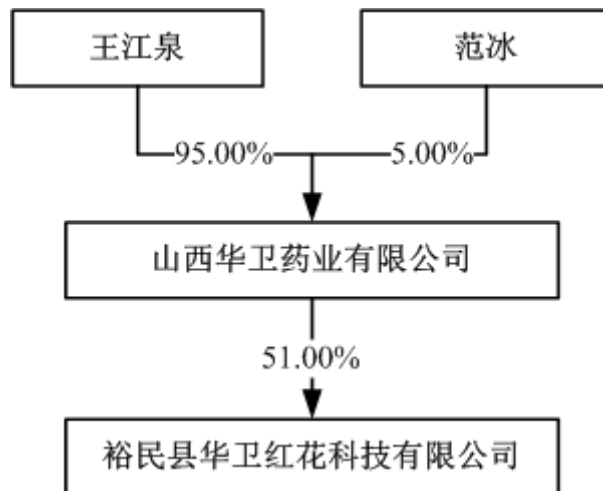 王江泉
范冰
95.00%
5.00%
山西华卫药业有限公司
51.00%
裕民县华卫红花科技有限公司